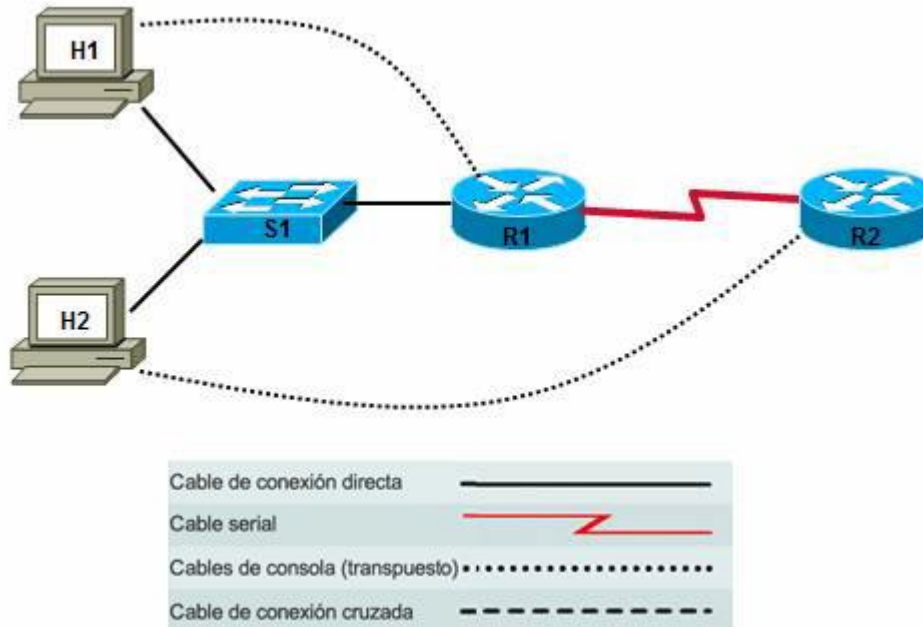 H1
S1
R1
R2
H2
Cable de conexión directa
Cable serial
Cables de consola (transpuesto)
Cable de conexión cruzada